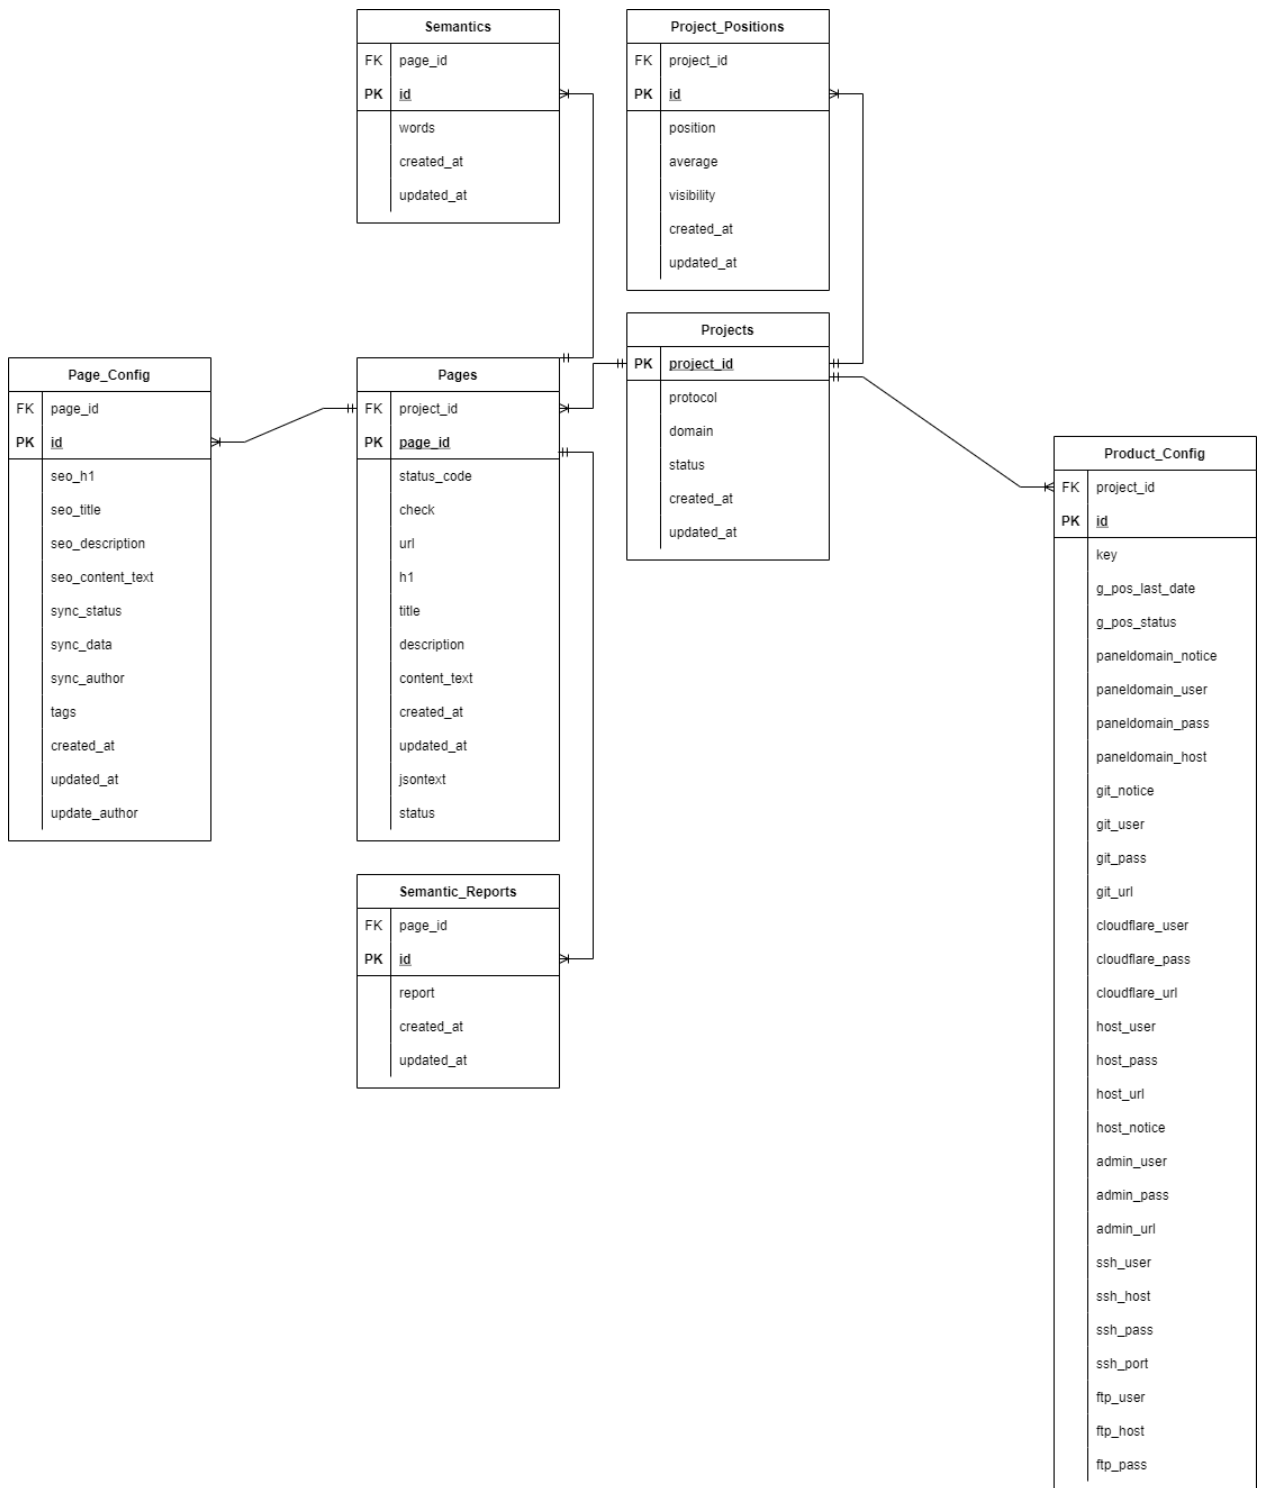 Semantics
FK page_id
PK id
words
created_at
updated_at
Project_Positions
FK project_id
PK id
position
average
visibility
created_at
updated_at
Projects
PK project_id
protocol
domain
status
created_at
updated_at
Page_Config
FK page_id
PK id
seo_h1
seo_title
seo_description
seo_content_text
sync_status
sync_data
sync_author
tags
created_at
updated_at
update_author
Pages
FK project_id
PK page_id
status_code
check
url
h1
title
description
content_text
created_at
updated_at
jsontext
status
Semantic_Reports
FK page_id
PK id
report
created_at
updated_at
Product_Config
FK project_id
PK id
key
g_pos_last_date
g_pos_status
paneldomain_notice
paneldomain_user
paneldomain_pass
paneldomain_host
git_notice
git_user
git_pass
git_url
cloudflare_user
cloudflare_pass
cloudflare_url
host_user
host_pass
host_url
host_notice
admin_user
admin_pass
admin_url
ssh_user
ssh_host
ssh_pass
ssh_port
ftp_user
ftp_host
ftp_pass